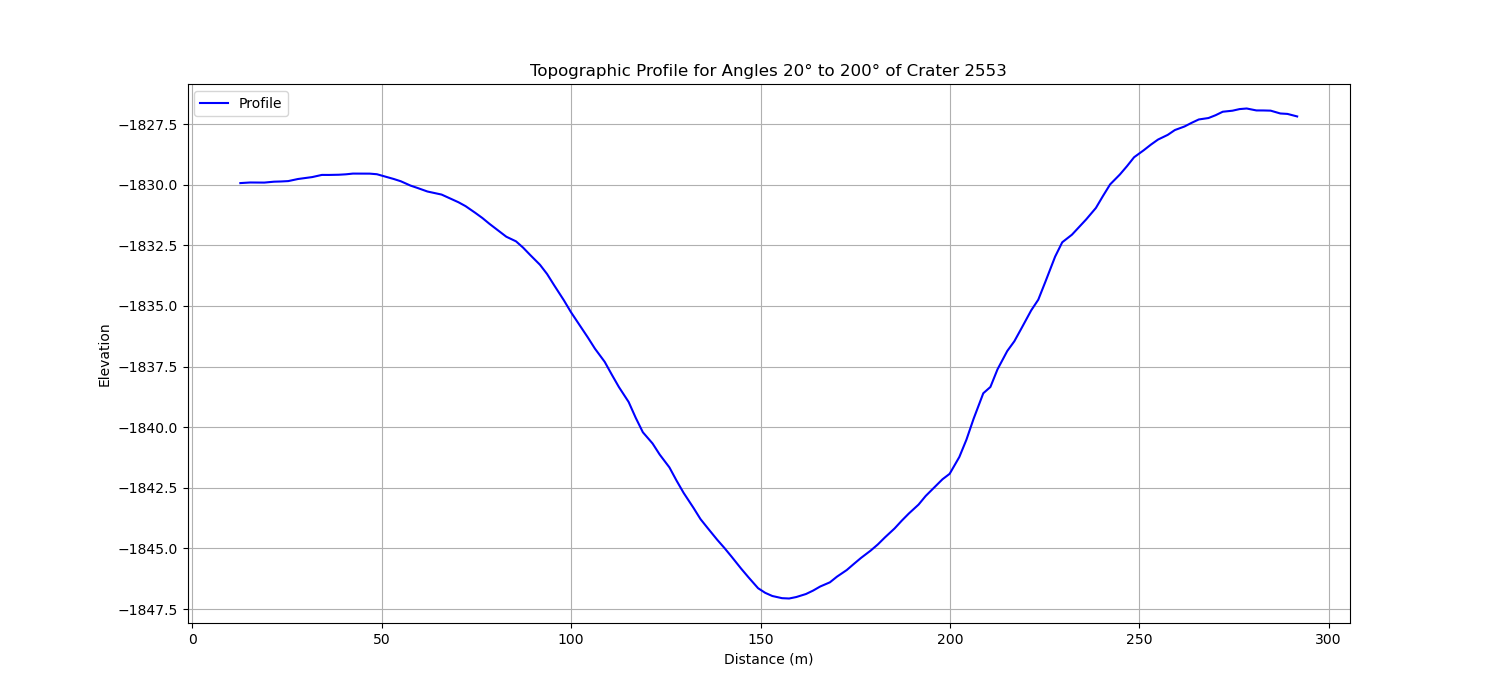 Topographic Profile for Angles 20° to 200° of Crater 2553
Profile
−1827.5
−1830.0
−1832.5
−1835.0
−1837.5
−1840.0
−1842.5
−1845.0
−1847.5
Elevation
0 50 100 150 200 250 300
Distance (m)